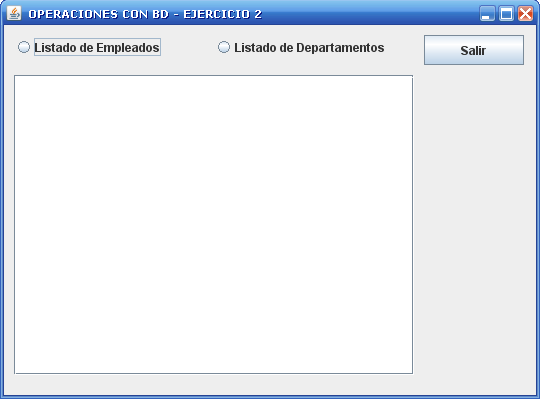 OPERACIONES CON BD - EJERCICIO 2
Listado de Empleados Listado de Departamentos Salir